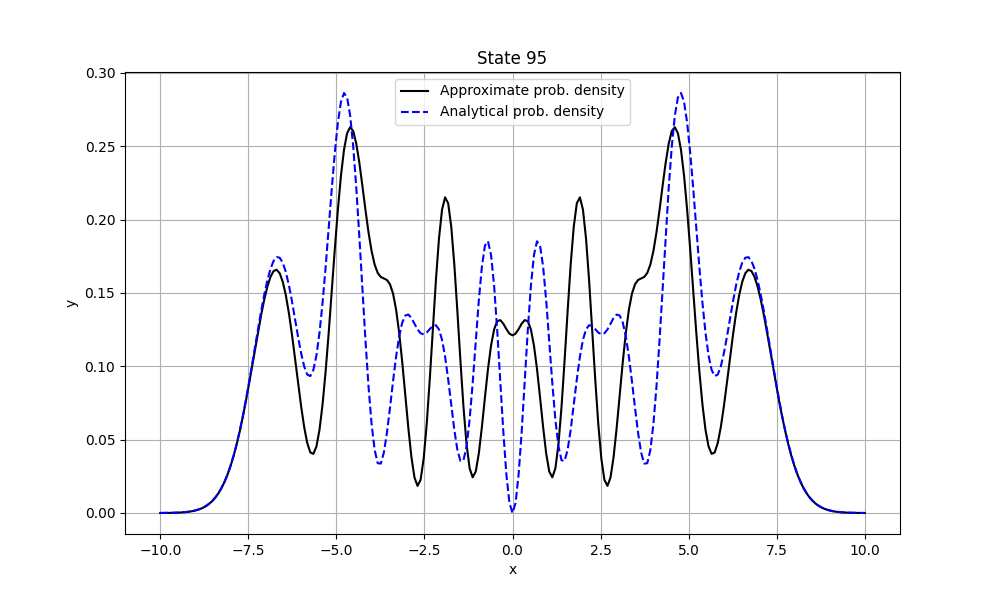 State 95
Approximate prob. density
Analytical prob. density
y
0.30
0.25
0.20
0.15
0.10
0.05
0.00
−10.0 −7.5 −5.0 −2.5 0.0 2.5 5.0 7.5 10.0
x